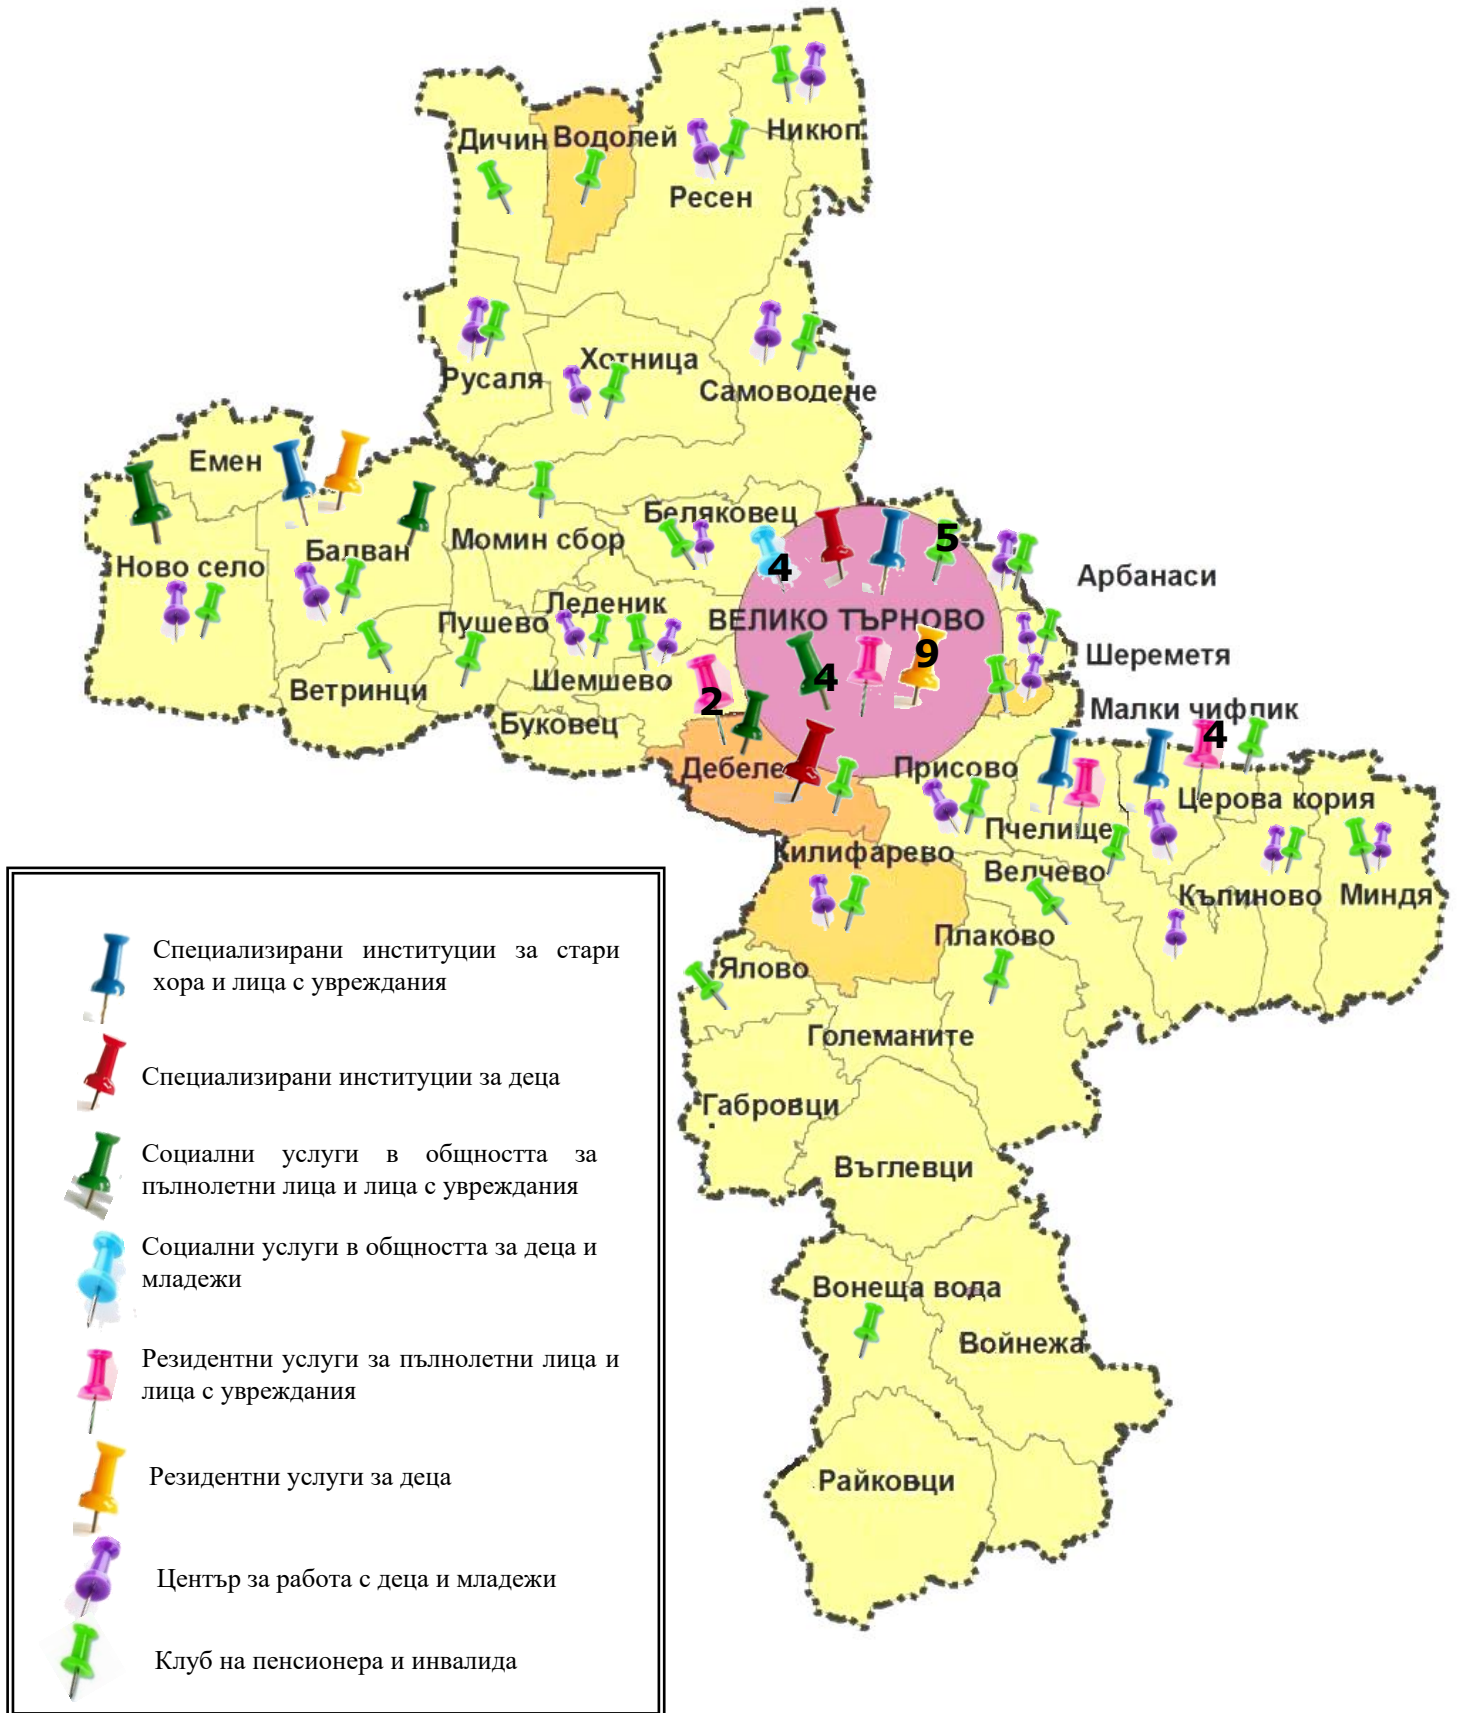 Никюп
Дичин
Водолей
Ресен
Хотница
Русаля
Самоводене
Емен
Беляковец
5
Момин сбор
Балван
Ново село
4
Арбанаси
Леденик
ВЕЛИКО ТЪРНОВО
Пушево
9
Шереметя
4
Шемшево
Ветринци
2
Малки чифлик
Буковец
4
Дебеле
Присово
Церова кория
Пчелище
Килифарево
Велчево
Къпиново
Миндя
Плаково
Ялово
Големаните
Габровци
Въглевци
Вонеща вода
Войнежа
Райковци
Специализирани институции за стари
хора и лица с увреждания
Специализирани институции за деца
Социални услуги в общността за
пълнолетни лица и лица с увреждания
Социални услуги в общността за деца и
младежи
Резидентни услуги за пълнолетни лица и
лица с увреждания
Резидентни услуги за деца
Център за работа с деца и младежи
Клуб на пенсионера и инвалида